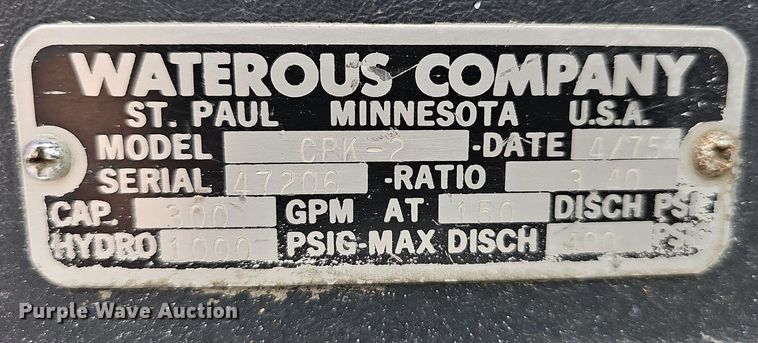 WATEROUS COMPANY
ST. PAUL MINNESOTA U.S.A.
MODEL CPK-2 -DATE 4/75
SERIAL 47206 -RATIO 3.40
CAP. 300 GPM AT 150 DISCH PSI
HYDRO 1000 PSIG-MAX DISCH 400
Purple Wave Auction